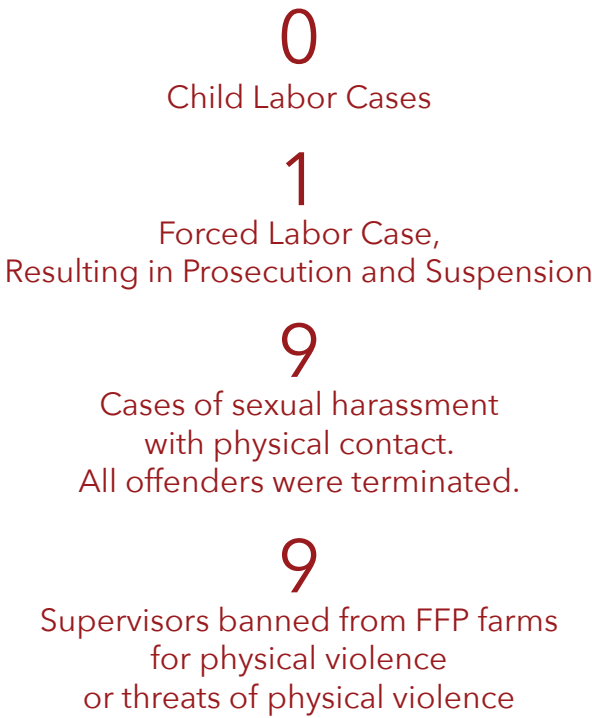 0
Child Labor Cases
1
Forced Labor Case,
Resulting in Prosecution and Suspension
9
Cases of sexual harassment
with physical contact.
All offenders were terminated.
9
Supervisors banned from FFP farms
for physical violence
or threats of physical violence